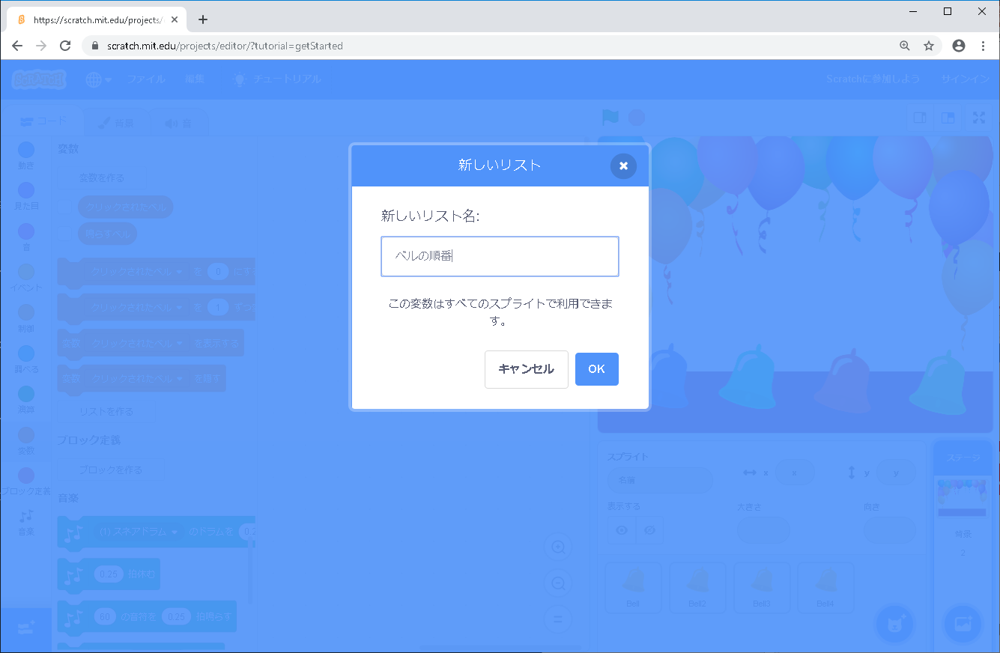 https://scratch.mit.edu/projects/
scratch.mit.edu/projects/editor/?tutorial=getStarted
SCRATCH ファイル 編集 チュートリアル Scratchに参加しよう サインイン
コード 背景 音
変数
変数を作る
クリックされたベル
鳴らすベル
クリックされたベル を 0 にす
クリックされたベル を 1 ずつ
変数 クリックされたベル を表示する
変数 クリックされたベル を隠す
リストを作る
ブロック定義
ブロックを作る
音楽
(1) スネアドラム のドラムを 0.2
0.25 拍休む
60 の音符を 0.25 拍鳴らす
動き
見た目
音
イベント
制御
調べる
演算
変数
ブロック定義
音楽
新しいリスト
新しいリスト名:
ベルの順番
この変数はすべてのスプライトで利用できま
す。
キャンセル OK
スプライト
名前
x x y y
表示する 大きさ 向き
Bell Bell2 Bell3 Bell4
ステージ
背景
2